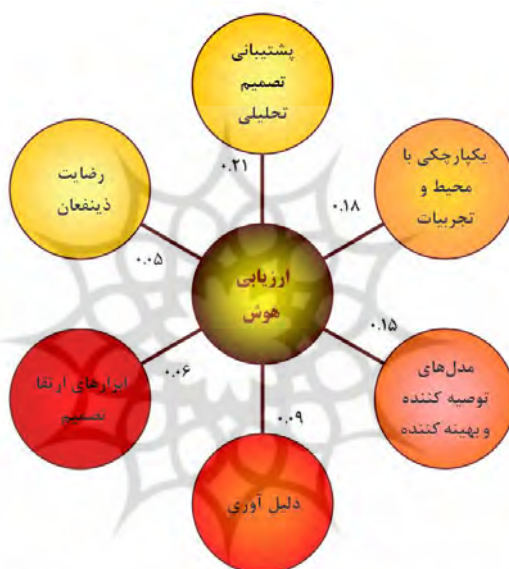 پشتیبانی
تصمیم
تحلیلی
۰.۲۱
یکپارچگی با
محیط و
تجربیات
۰.۱۸
مدل‌های
توصیه کننده
و بهینه کننده
۰.۱۵
دلیل آوری
۰.۰۹
ابزارهای ارتقا
تصمیم
۰.۰۶
رضایت
ذینفعان
۰.۰۵
ارزیابی
هوش